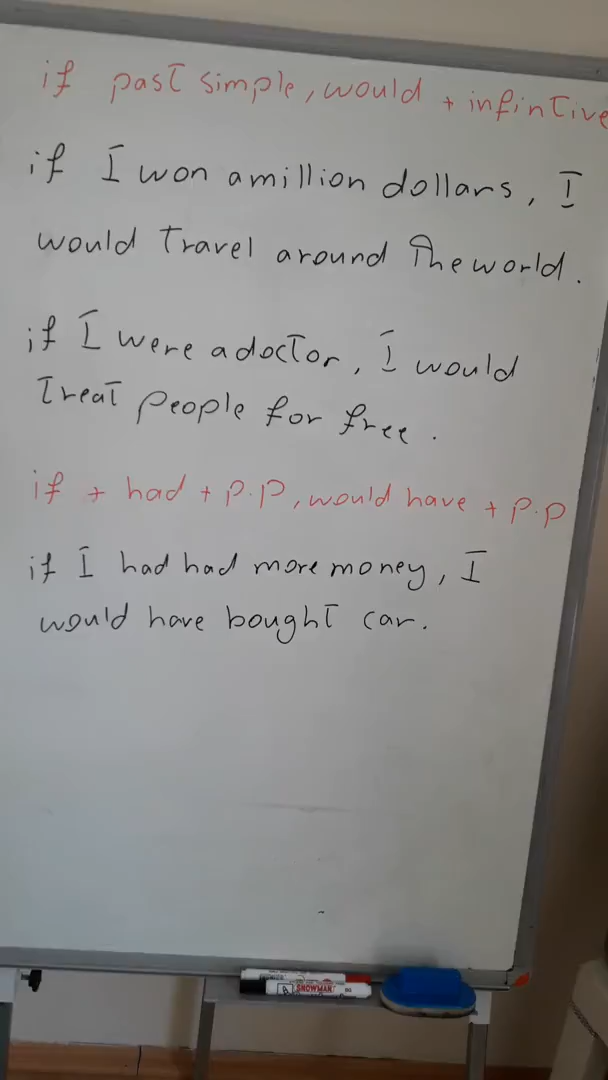 if past simple, would + infintive
if I won a million dollars, I
would travel around the world.
if I were a doctor, I would
treat people for free.
if + had + p.p, would have + p.p
if I had had more money, I
would have bought car.
SNOWMAN